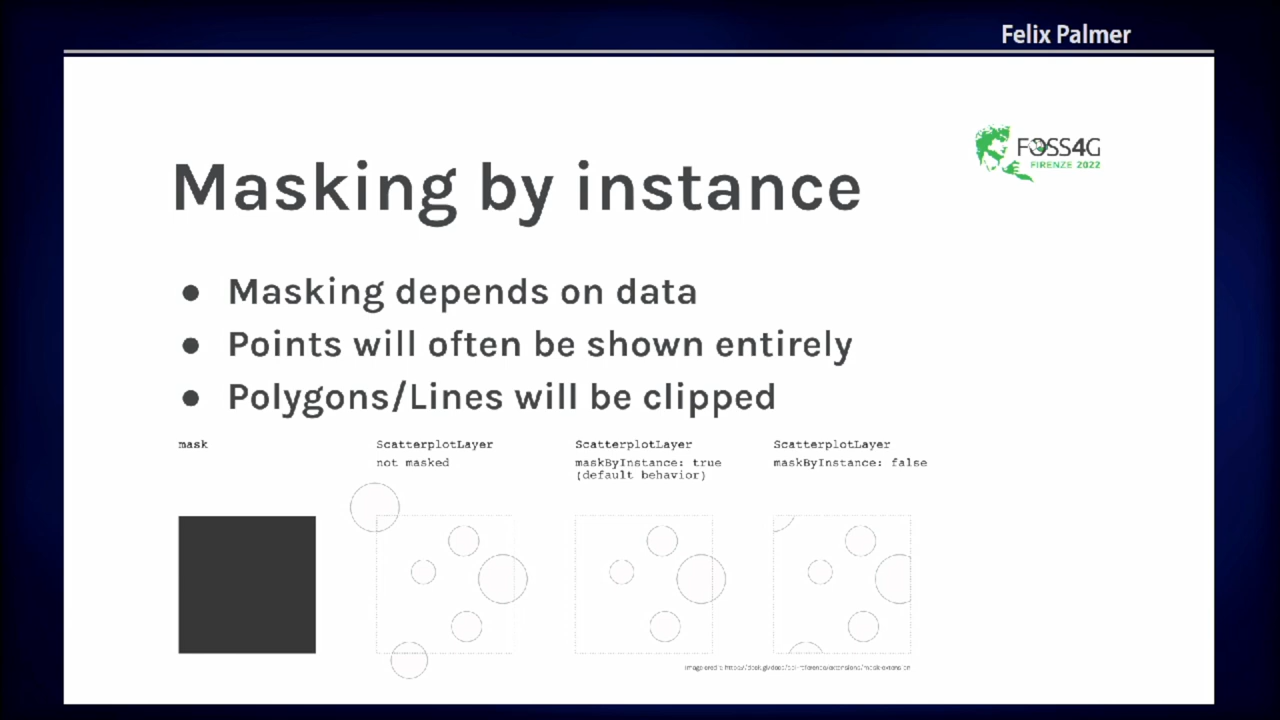 Felix Palmer
FOSS4G
FIRENZE 2022
Masking by instance
● Masking depends on data
● Points will often be shown entirely
● Polygons/Lines will be clipped
mask
ScatterplotLayer
not masked
ScatterplotLayer
maskByInstance: true
(default behavior)
ScatterplotLayer
maskByInstance: false